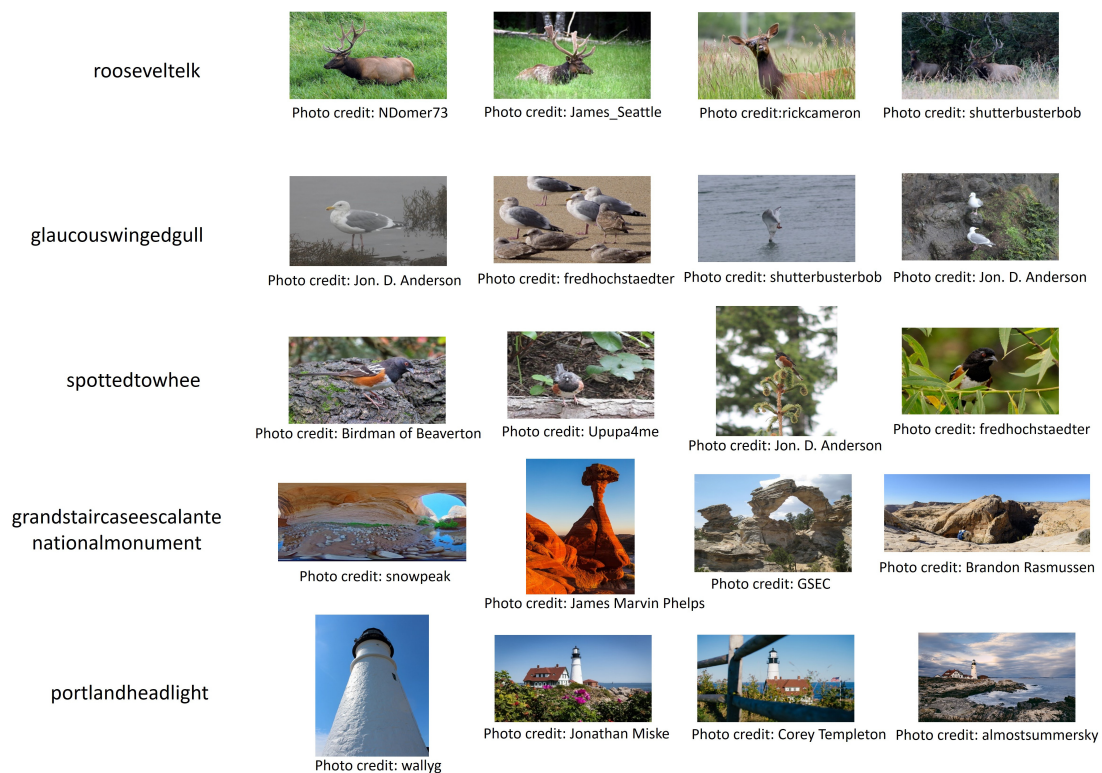 rooseveltelk
Photo credit: NDomer73
Photo credit: James_Seattle
Photo credit:rickcameron
Photo credit: shutterbusterbob
glaucouswingedgull
Photo credit: Jon. D. Anderson
Photo credit: fredhochstaedter
Photo credit: shutterbusterbob
Photo credit: Jon. D. Anderson
spottedtowhee
Photo credit: Birdman of Beaverton
Photo credit: Upupa4me
Photo credit: Jon. D. Anderson
Photo credit: fredhochstaedter
grandstaircaseescalante
nationalmonument
Photo credit: snowpeak
Photo credit: James Marvin Phelps
Photo credit: GSEC
Photo credit: Brandon Rasmussen
portlandheadlight
Photo credit: wallyg
Photo credit: Jonathan Miske
Photo credit: Corey Templeton
Photo credit: almostsummersky